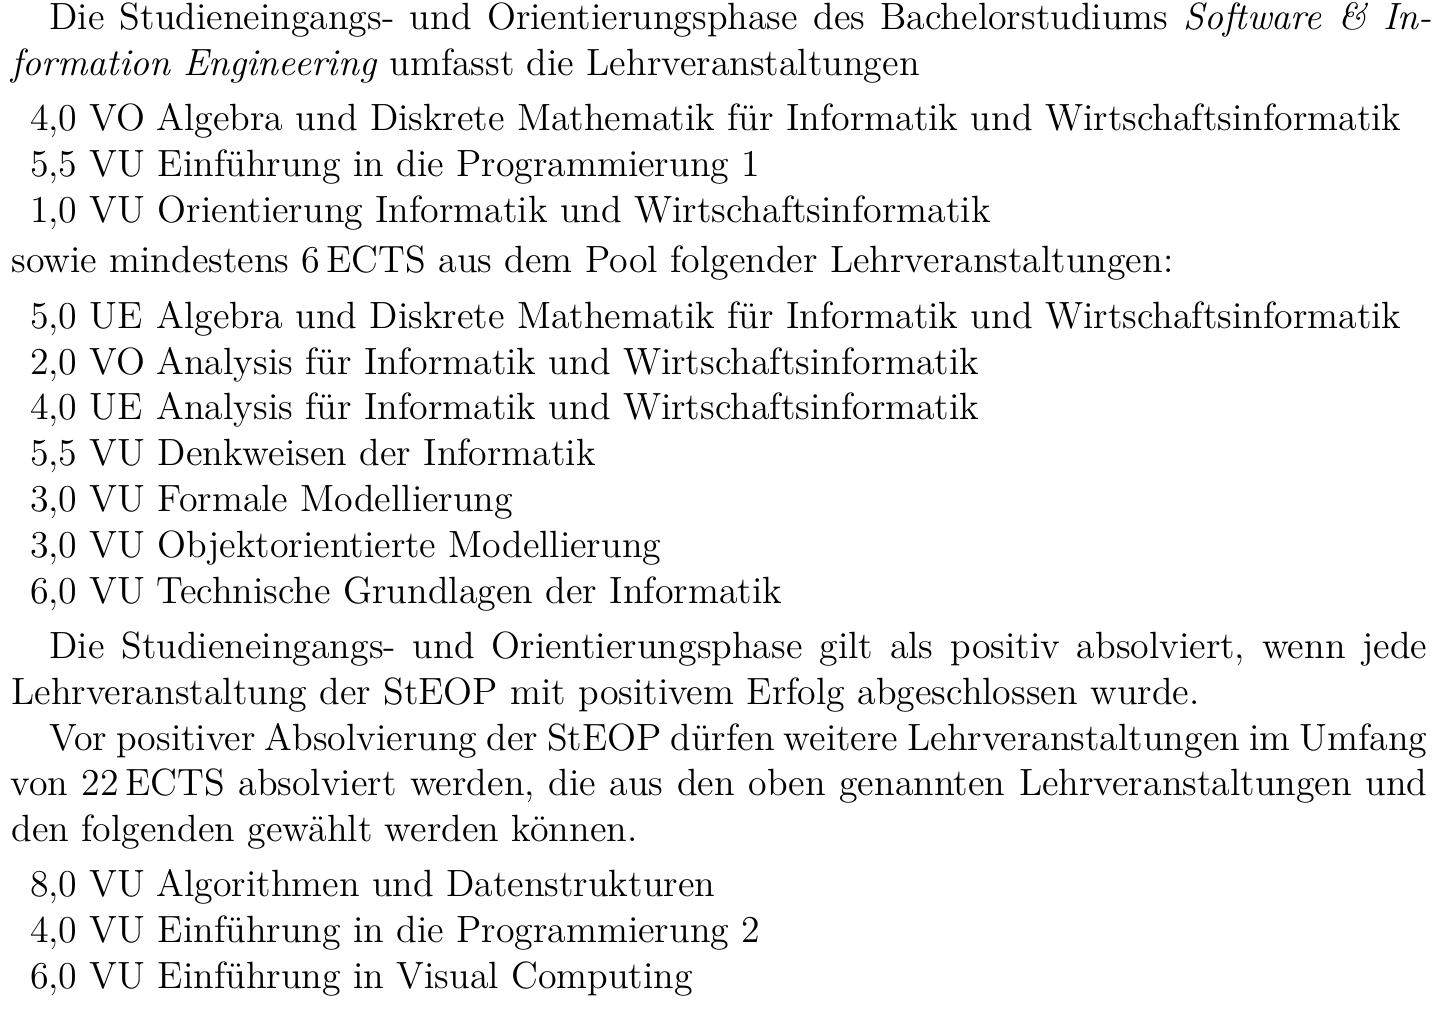 Die Studieneingangs- und Orientierungsphase des Bachelorstudiums Software & In-
formation Engineering umfasst die Lehrveranstaltungen
4,0 VO Algebra und Diskrete Mathematik für Informatik und Wirtschaftsinformatik
5,5 VU Einführung in die Programmierung 1
1,0 VU Orientierung Informatik und Wirtschaftsinformatik
sowie mindestens 6 ECTS aus dem Pool folgender Lehrveranstaltungen:
5,0 UE Algebra und Diskrete Mathematik für Informatik und Wirtschaftsinformatik
2,0 VO Analysis für Informatik und Wirtschaftsinformatik
4,0 UE Analysis für Informatik und Wirtschaftsinformatik
5,5 VU Denkweisen der Informatik
3,0 VU Formale Modellierung
3,0 VU Objektorientierte Modellierung
6,0 VU Technische Grundlagen der Informatik
Die Studieneingangs- und Orientierungsphase gilt als positiv absolviert, wenn jede
Lehrveranstaltung der StEOP mit positivem Erfolg abgeschlossen wurde.
Vor positiver Absolvierung der StEOP dürfen weitere Lehrveranstaltungen im Umfang
von 22 ECTS absolviert werden, die aus den oben genannten Lehrveranstaltungen und
den folgenden gewählt werden können.
8,0 VU Algorithmen und Datenstrukturen
4,0 VU Einführung in die Programmierung 2
6,0 VU Einführung in Visual Computing